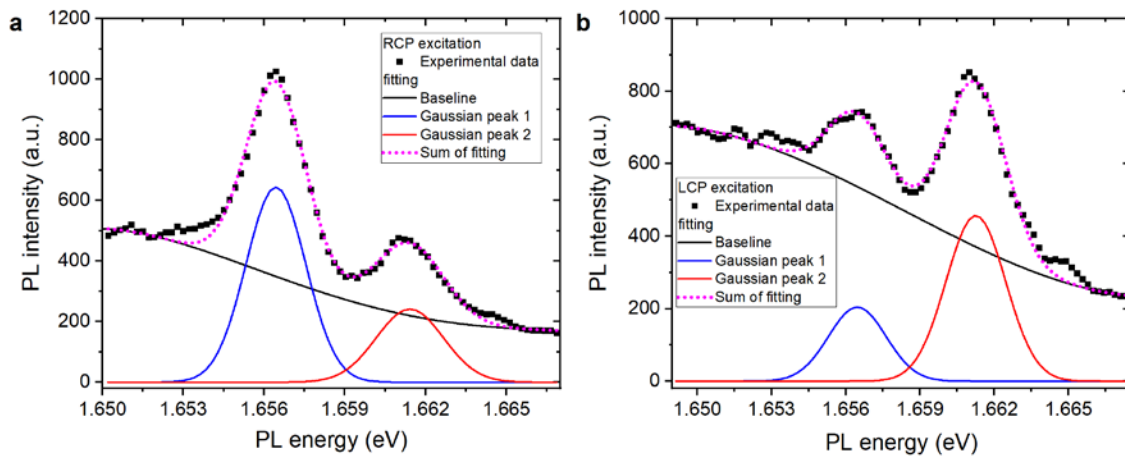 a
1200
1000
800
600
400
200
0
PL intensity (a.u.)
RCP excitation
Experimental data
fitting
Baseline
Gaussian peak 1
Gaussian peak 2
Sum of fitting
1.650 1.653 1.656 1.659 1.662 1.665
PL energy (eV)
b
1000
800
600
400
200
0
PL intensity (a.u.)
LCP excitation
Experimental data
fitting
Baseline
Gaussian peak 1
Gaussian peak 2
Sum of fitting
1.650 1.653 1.656 1.659 1.662 1.665
PL energy (eV)